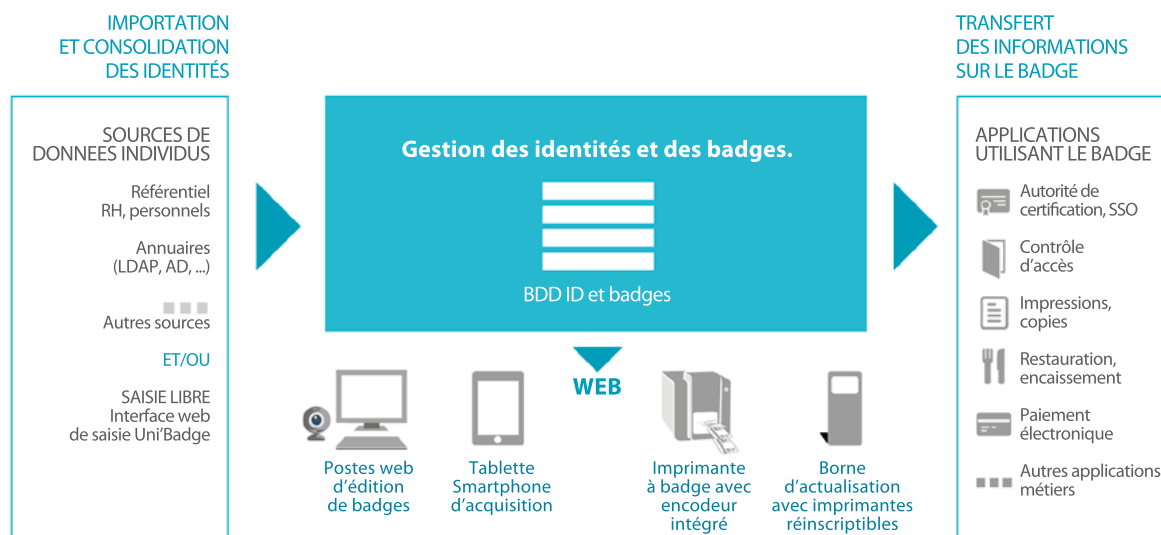 IMPORTATION
ET CONSOLIDATION
DES IDENTITÉS
SOURCES DE
DONNEES INDIVIDUS
Référentiel
RH, personnels
Annuaires
(LDAP, AD, ...)
Autres sources
ET/OU
SAISIE LIBRE
Interface web
de saisie Uni’Badge
Gestion des identités et des badges.
BDD ID et badges
WEB
Postes web
d’édition
de badges
Tablette
Smartphone
d’acquisition
Imprimante
à badge avec
encodeur
intégré
Borne
d’actualisation
avec imprimantes
réinscriptibles
TRANSFERT
DES INFORMATIONS
SUR LE BADGE
APPLICATIONS
UTILISANT LE BADGE
Autorité de
certification, SSO
Contrôle
d’accès
Impressions,
copies
Restauration,
encaissement
Paiement
électronique
Autres applications
métiers